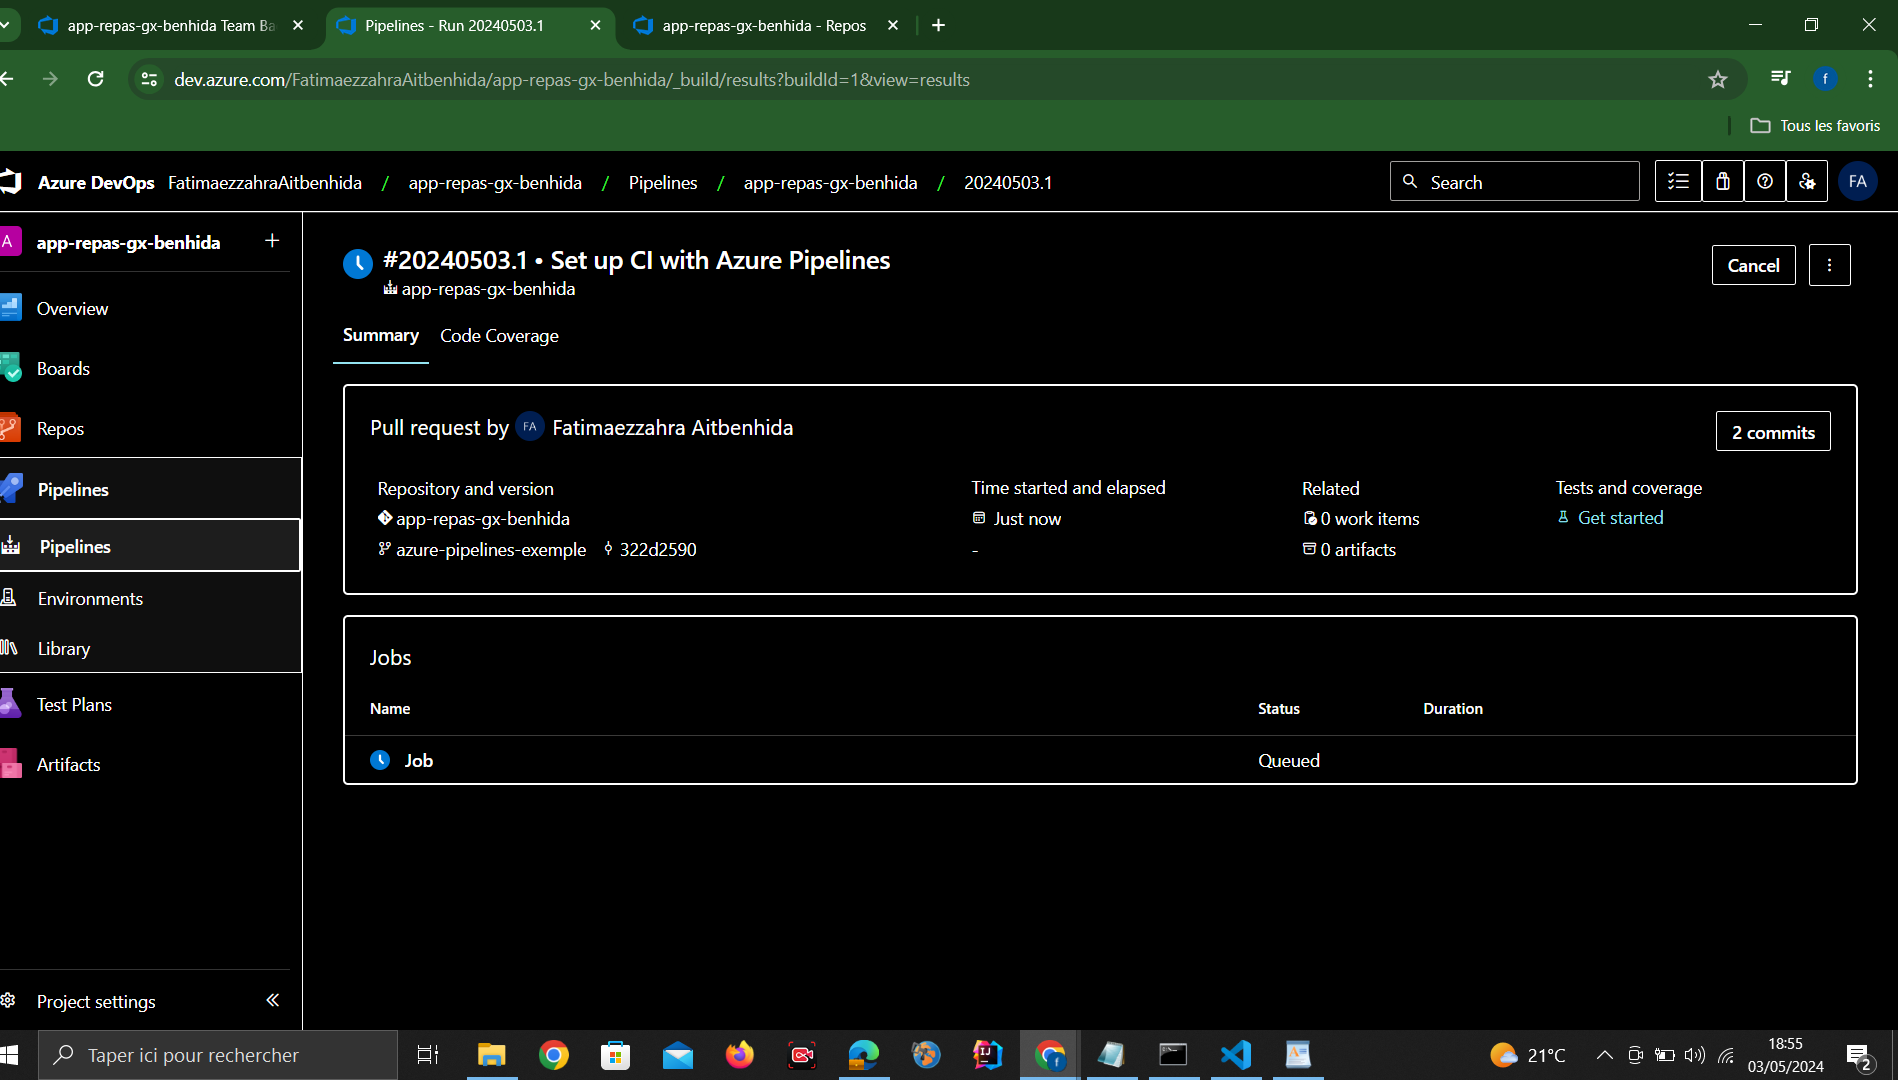 app-repas-gx-benhida Team Ba
Pipelines - Run 20240503.1
app-repas-gx-benhida - Repos
dev.azure.com/FatimaezzahraAitbenhida/app-repas-gx-benhida/_build/results?buildId=1&view=results
f
Tous les favoris
Azure DevOps FatimaezzahraAitbenhida / app-repas-gx-benhida / Pipelines / app-repas-gx-benhida / 20240503.1
Search
FA
A app-repas-gx-benhida
Overview
Boards
Repos
Pipelines
Pipelines
Environments
Library
Test Plans
Artifacts
Project settings
#20240503.1 • Set up CI with Azure Pipelines
app-repas-gx-benhida
Cancel
Summary Code Coverage
Pull request by FA Fatimaezzahra Aitbenhida
2 commits
Repository and version
app-repas-gx-benhida
azure-pipelines-exemple 322d2590
Time started and elapsed
Just now
-
Related
0 work items
0 artifacts
Tests and coverage
Get started
Jobs
Name Status Duration
Job Queued
Taper ici pour rechercher
IJ
f
21°C
18:55
03/05/2024
2